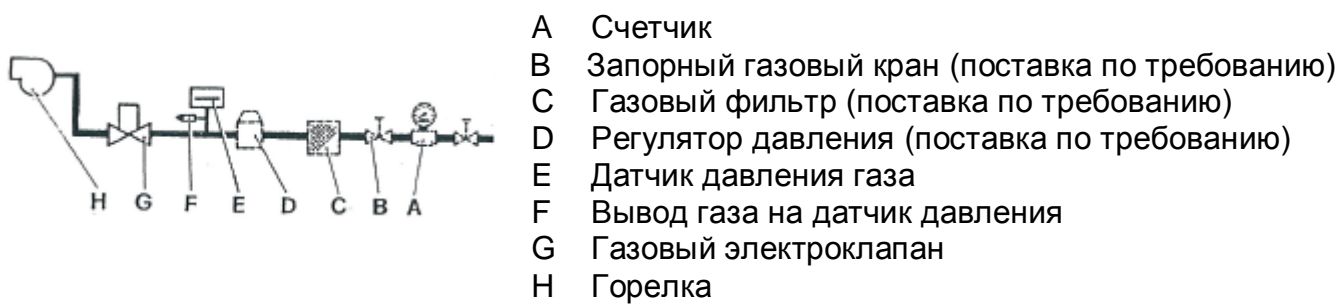 A Счетчик
B Запорный газовый кран (поставка по требованию)
C Газовый фильтр (поставка по требованию)
D Регулятор давления (поставка по требованию)
E Датчик давления газа
F Вывод газа на датчик давления
G Газовый электроклапан
H Горелка
H G F E D C B A